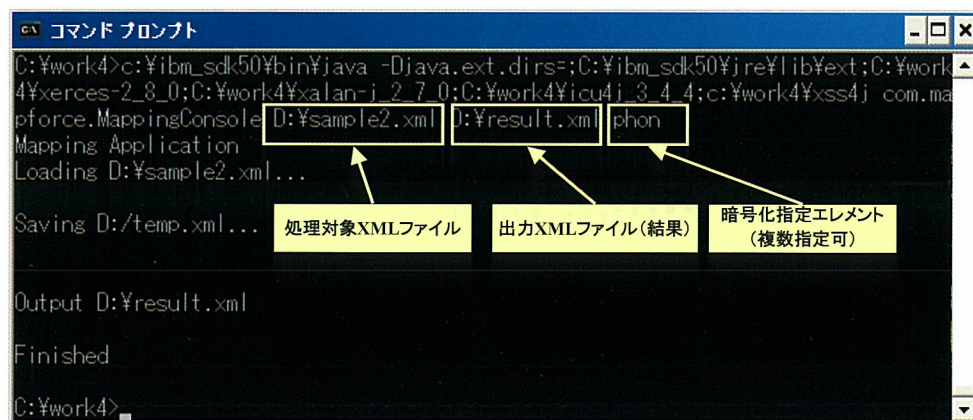 コマンド プロンプト
C:¥work4>c:¥ibm_sdk50¥bin¥java -Djava.ext.dirs=;C:¥ibm_sdk50¥jre¥lib¥ext;C:¥work
4¥xerces-2_8_0;C:¥work4¥xalan-j_2_7_0;C:¥work4¥icu4j_3_4_4;c:¥work4¥xss4j com.ma
pforce.MappingConsole D:¥sample2.xml D:¥result.xml phon
Mapping Application
Loading D:¥sample2.xml...
Saving D:/temp.xml...
処理対象XMLファイル
出力XMLファイル(結果)
暗号化指定エレメント
(複数指定可)
Output D:¥result.xml
Finished
C:¥work4>